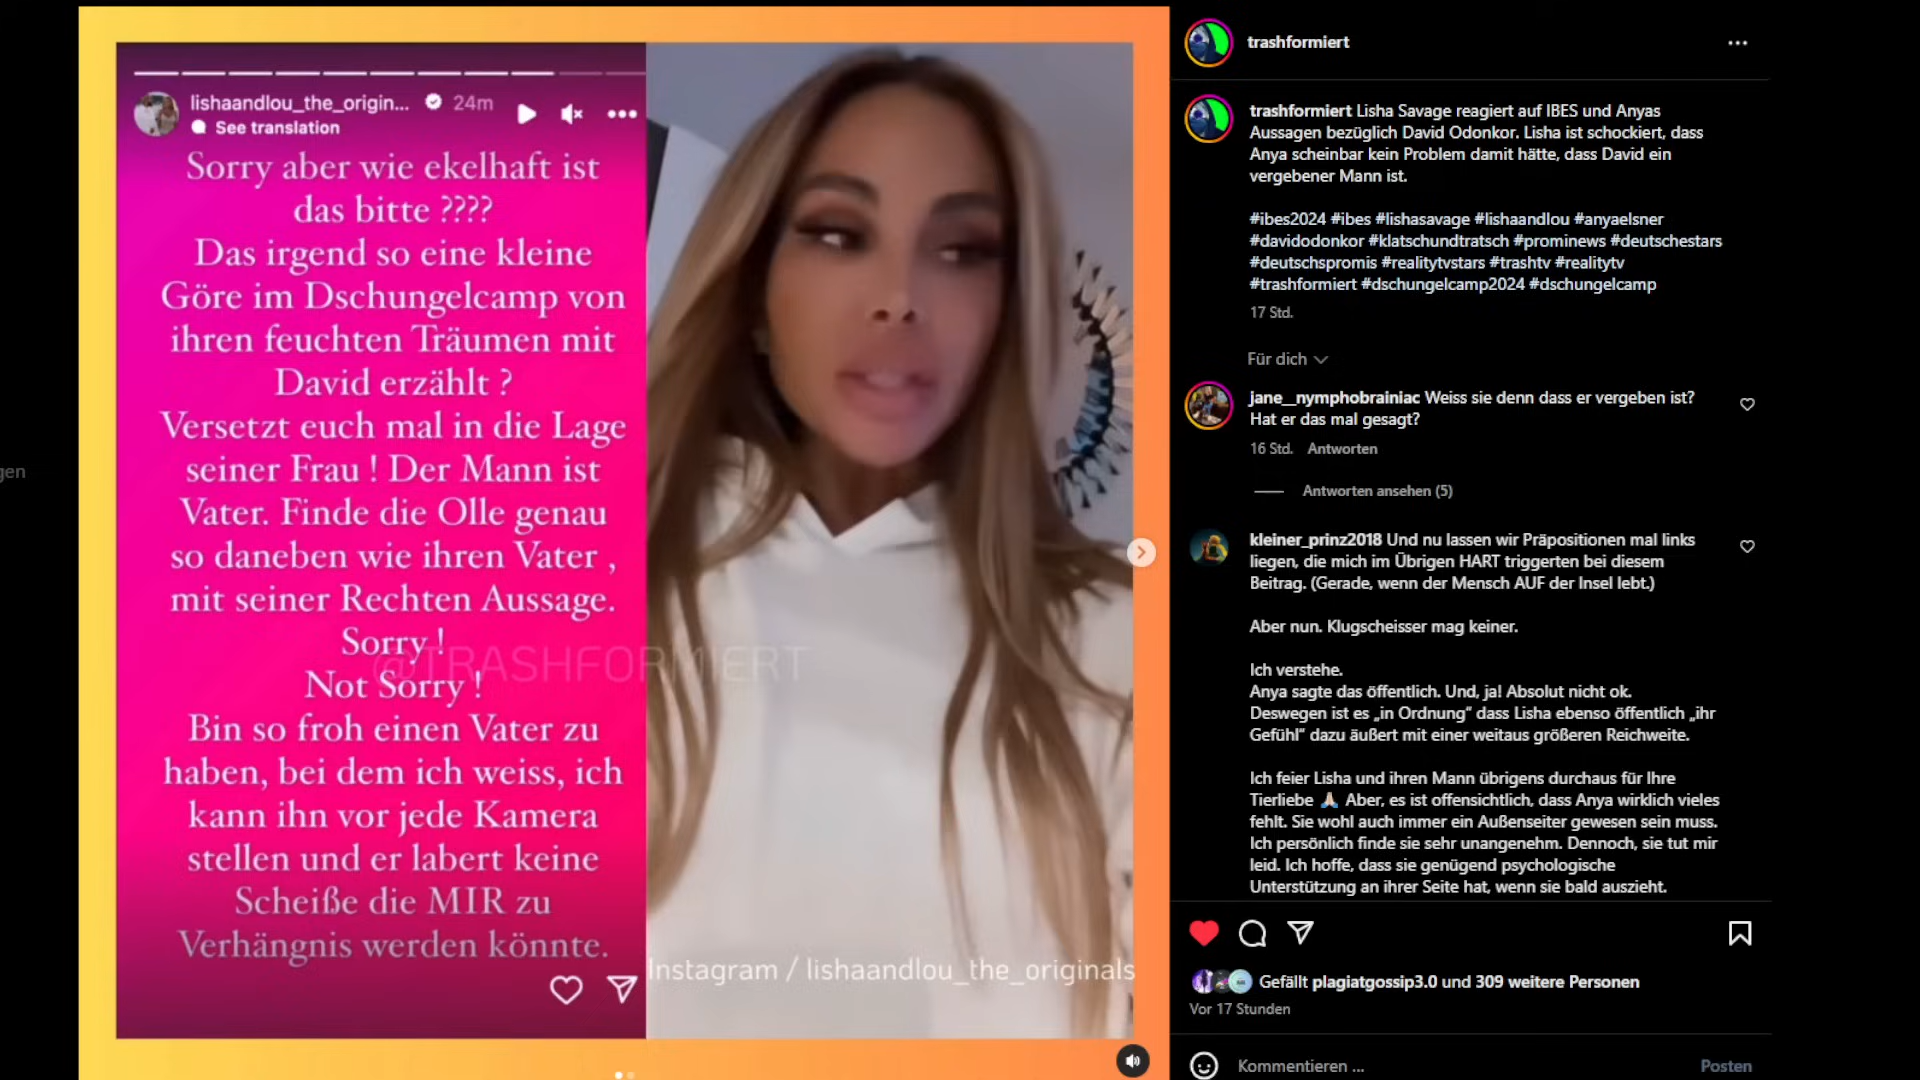 gen
lishaandlou_the_origin... 24m
See translation
Sorry aber wie ekelhaft ist
das bitte ????
Das irgend so eine kleine
Göre im Dschungelcamp von
ihren feuchten Träumen mit
David erzählt ?
Versetzt euch mal in die Lage
seiner Frau ! Der Mann ist
Vater. Finde die Olle genau
so daneben wie ihren Vater ,
mit seiner Rechten Aussage.
Sorry !
@TRASHFORMIERT
Not Sorry !
Bin so froh einen Vater zu
haben, bei dem ich weiss, ich
kann ihn vor jede Kamera
stellen und er labert keine
Scheiße die MIR zu
Verhängnis werden könnte.
Instagram / lishaandlou_the_originals
trashformiert
trashformiert Lisha Savage reagiert auf IBES und Anyas
Aussagen bezüglich David Odonkor. Lisha ist schockiert, dass
Anya scheinbar kein Problem damit hätte, dass David ein
vergebener Mann ist.
#ibes2024 #ibes #lishasavage #lishaandlou #anyaelsner
#davidodonkor #klatschundtratsch #prominews #deutschestars
#deutschspromis #realitytvstars #trashtv #realitytv
#trashformiert #dschungelcamp2024 #dschungelcamp
17 Std.
Für dich
jane__nymphobrainiac Weiss sie denn dass er vergeben ist?
Hat er das mal gesagt?
16 Std. Antworten
Antworten ansehen (5)
kleiner_prinz2018 Und nu lassen wir Präpositionen mal links
liegen, die mich im Übrigen HART triggerten bei diesem
Beitrag. (Gerade, wenn der Mensch AUF der Insel lebt.)
Aber nun. Klugscheisser mag keiner.
Ich verstehe.
Anya sagte das öffentlich. Und, ja! Absolut nicht ok.
Deswegen ist es „in Ordnung“ dass Lisha ebenso öffentlich „ihr
Gefühl“ dazu äußert mit einer weitaus größeren Reichweite.
Ich feier Lisha und ihren Mann übrigens durchaus für Ihre
Tierliebe 🙏🏻 Aber, es ist offensichtlich, dass Anya wirklich vieles
fehlt. Sie wohl auch immer ein Außenseiter gewesen sein muss.
Ich persönlich finde sie sehr unangenehm. Dennoch, sie tut mir
leid. Ich hoffe, dass sie genügend psychologische
Unterstützung an ihrer Seite hat, wenn sie bald auszieht.
Gefällt plagiatgossip3.0 und 309 weitere Personen
Vor 17 Stunden
Kommentieren ... Posten